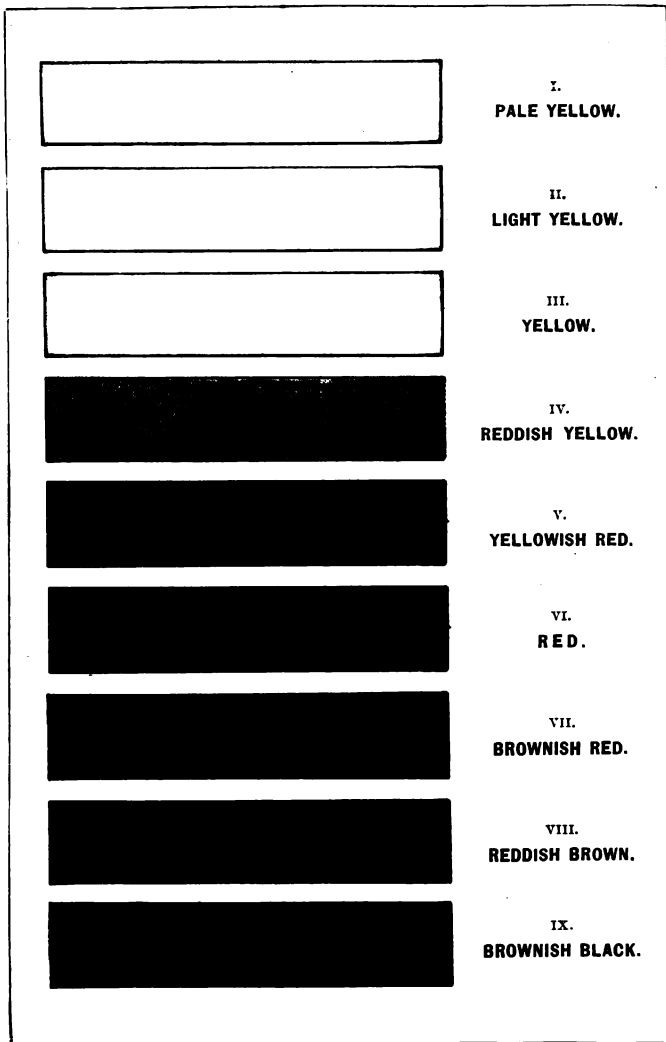 I.
PALE YELLOW.
II.
LIGHT YELLOW.
III.
YELLOW.
IV.
REDDISH YELLOW.
V.
YELLOWISH RED.
VI.
RED.
VII.
BROWNISH RED.
VIII.
REDDISH BROWN.
IX.
BROWNISH BLACK.